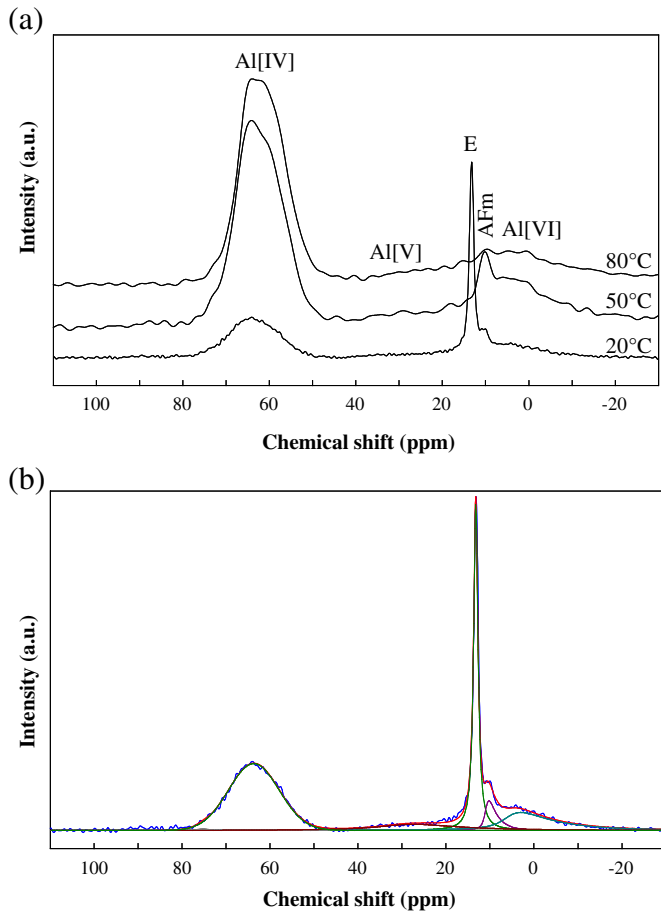 (a)
Al[IV]
E
AFm
Al[V]
Al[VI]
80°C
50°C
20°C
Intensity (a.u.)
100 80 60 40 20 0 -20
Chemical shift (ppm)
(b)
Intensity (a.u.)
100 80 60 40 20 0 -20
Chemical shift (ppm)